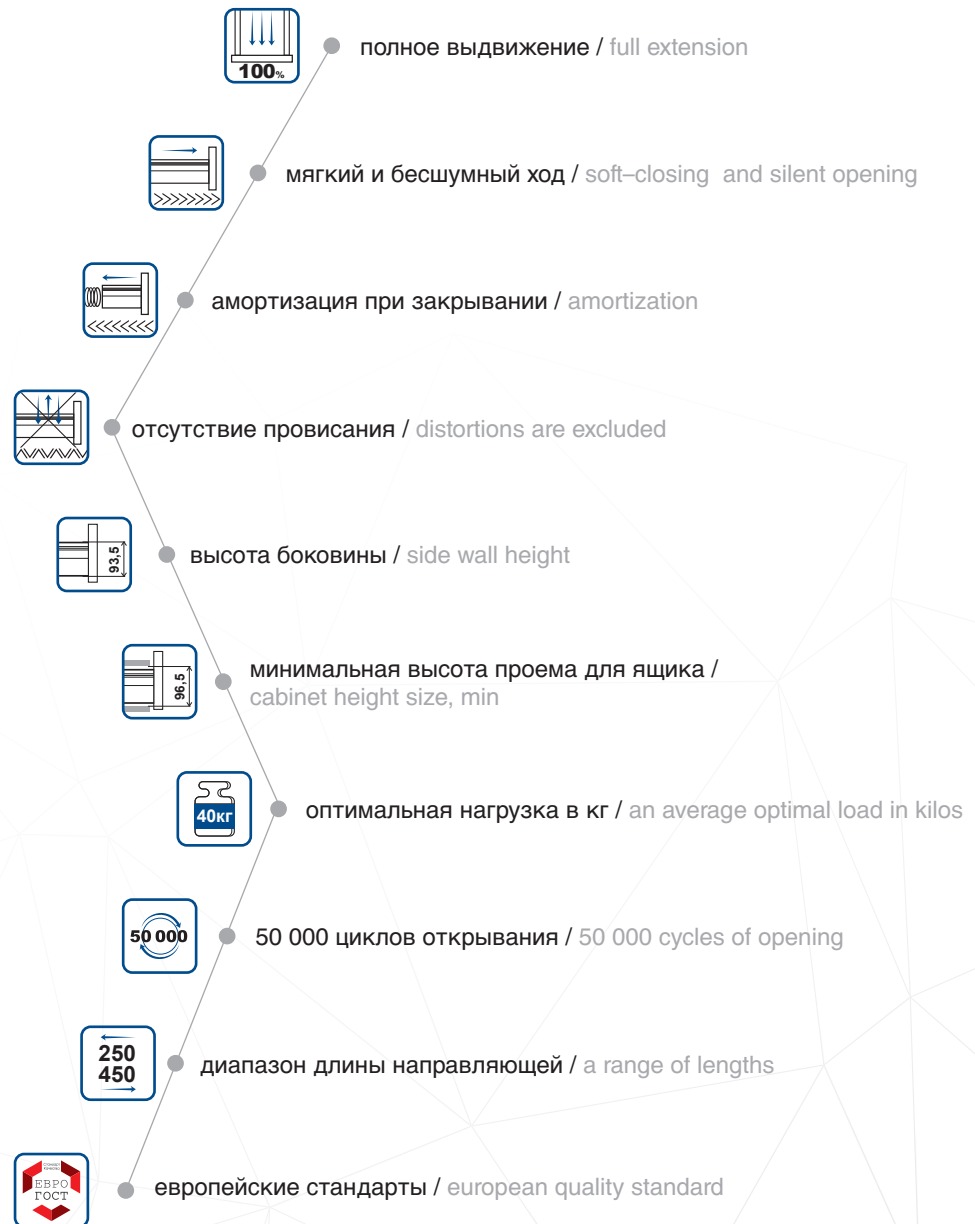 100%
полное выдвижение / full extension
мягкий и бесшумный ход / soft–closing and silent opening
амортизация при закрывании / amortization
отсутствие провисания / distortions are excluded
93,5
высота боковины / side wall height
96,5
минимальная высота проема для ящика /
cabinet height size, min
40кг
оптимальная нагрузка в кг / an average optimal load in kilos
50 000
50 000 циклов открывания / 50 000 cycles of opening
250
450
диапазон длины направляющей / a range of lengths
ЕВРО
ГОСТ
европейские стандарты / european quality standard